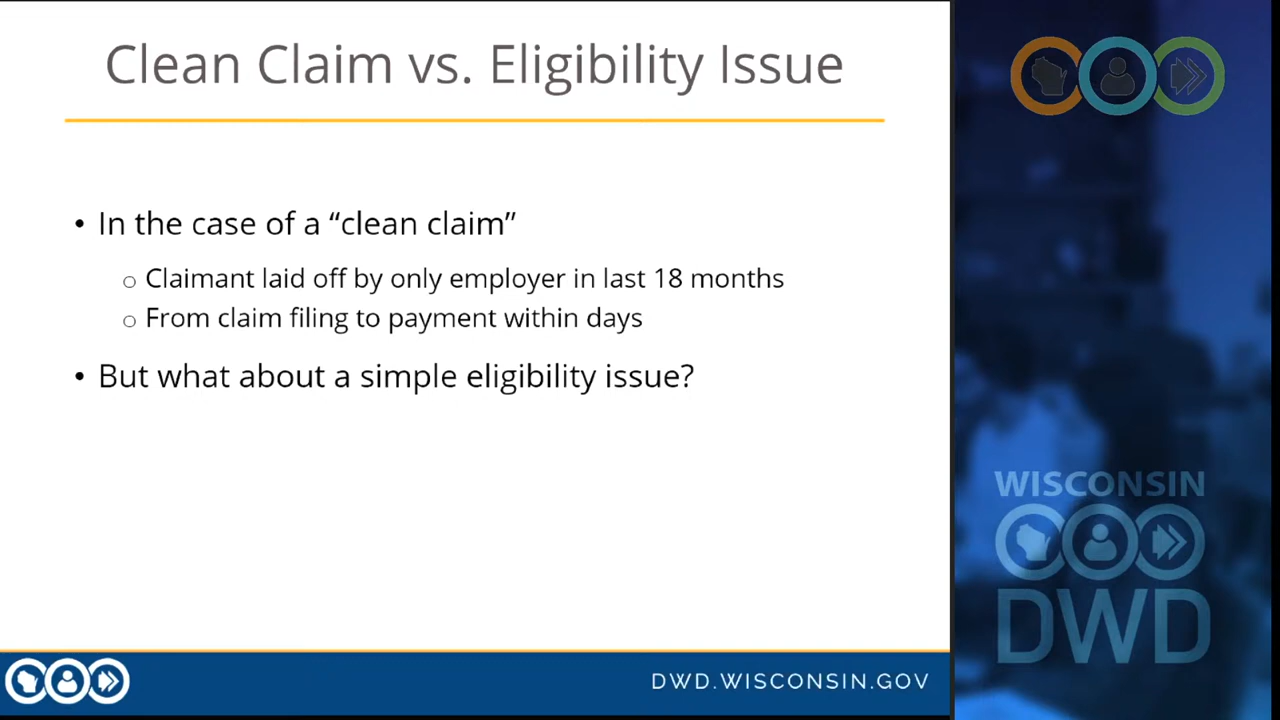 Clean Claim vs. Eligibility Issue
• In the case of a “clean claim”
o Claimant laid off by only employer in last 18 months
o From claim filing to payment within days
• But what about a simple eligibility issue?
DWD.WISCONSIN.GOV
WISCONSIN
DWD